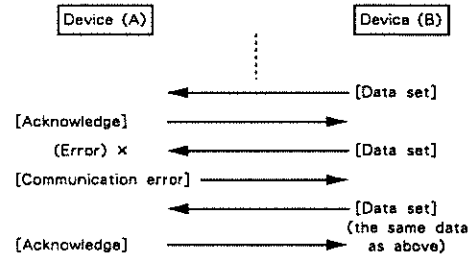 Device (A)
Device (B)
[Data set]
[Acknowledge]
(Error) ×
[Data set]
[Communication error]
[Data set]
(the same data
as above)
[Acknowledge]